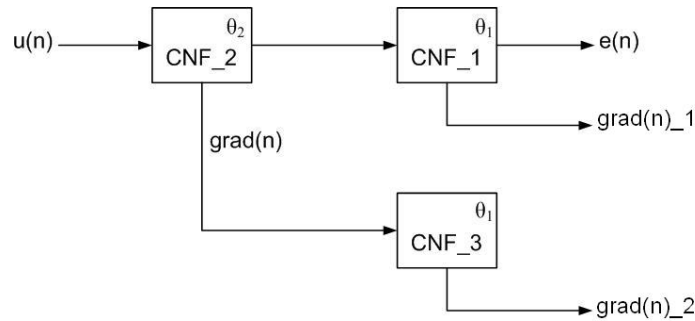 u(n)
θ2
CNF_2
θ1
CNF_1
e(n)
grad(n)_1
grad(n)
θ1
CNF_3
grad(n)_2